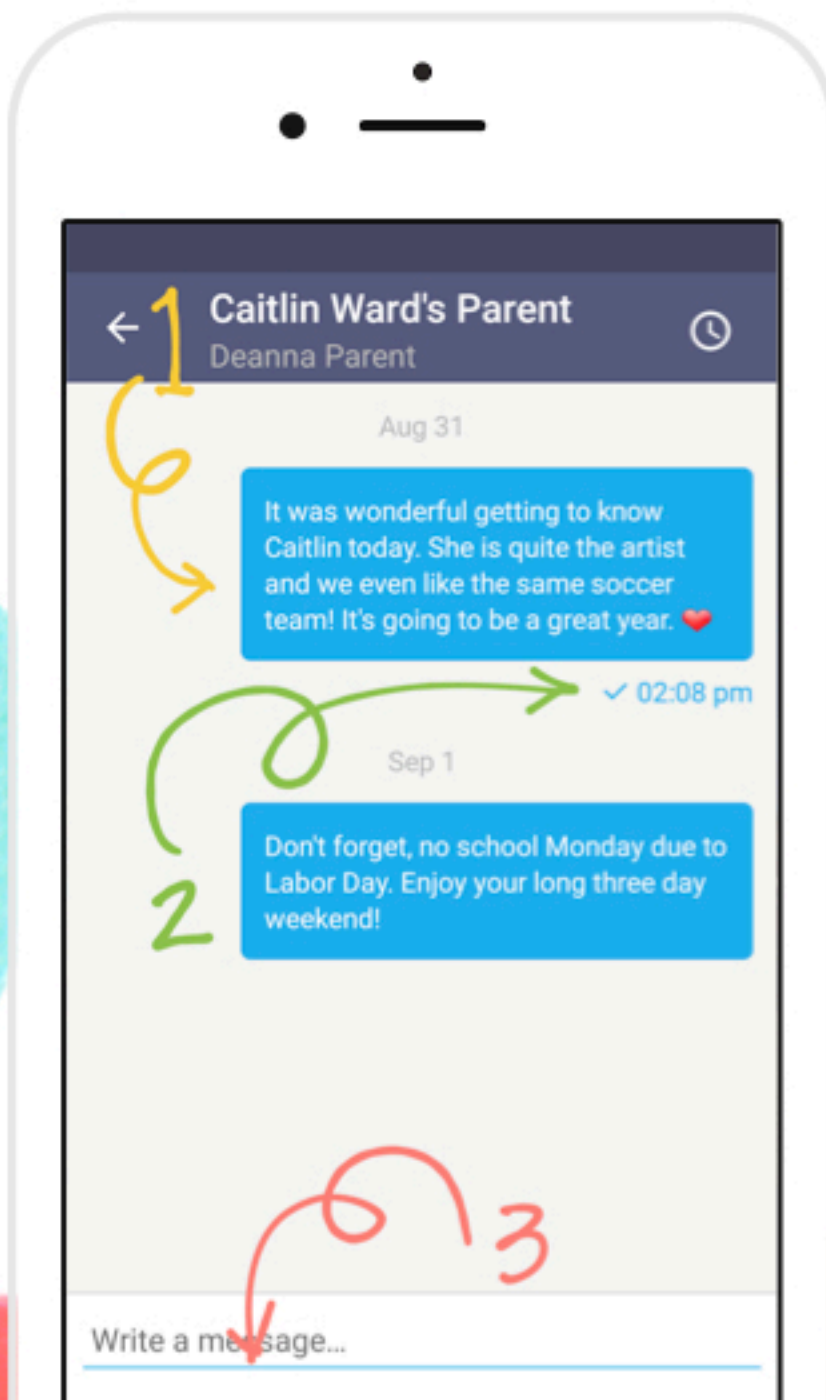 1
Caitlin Ward's Parent
Deanna Parent
Aug 31
It was wonderful getting to know
Caitlin today. She is quite the artist
and we even like the same soccer
team! It's going to be a great year. ❤️
✓ 02:08 pm
Sep 1
Don't forget, no school Monday due to
Labor Day. Enjoy your long three day
weekend!
2
3
Write a message...